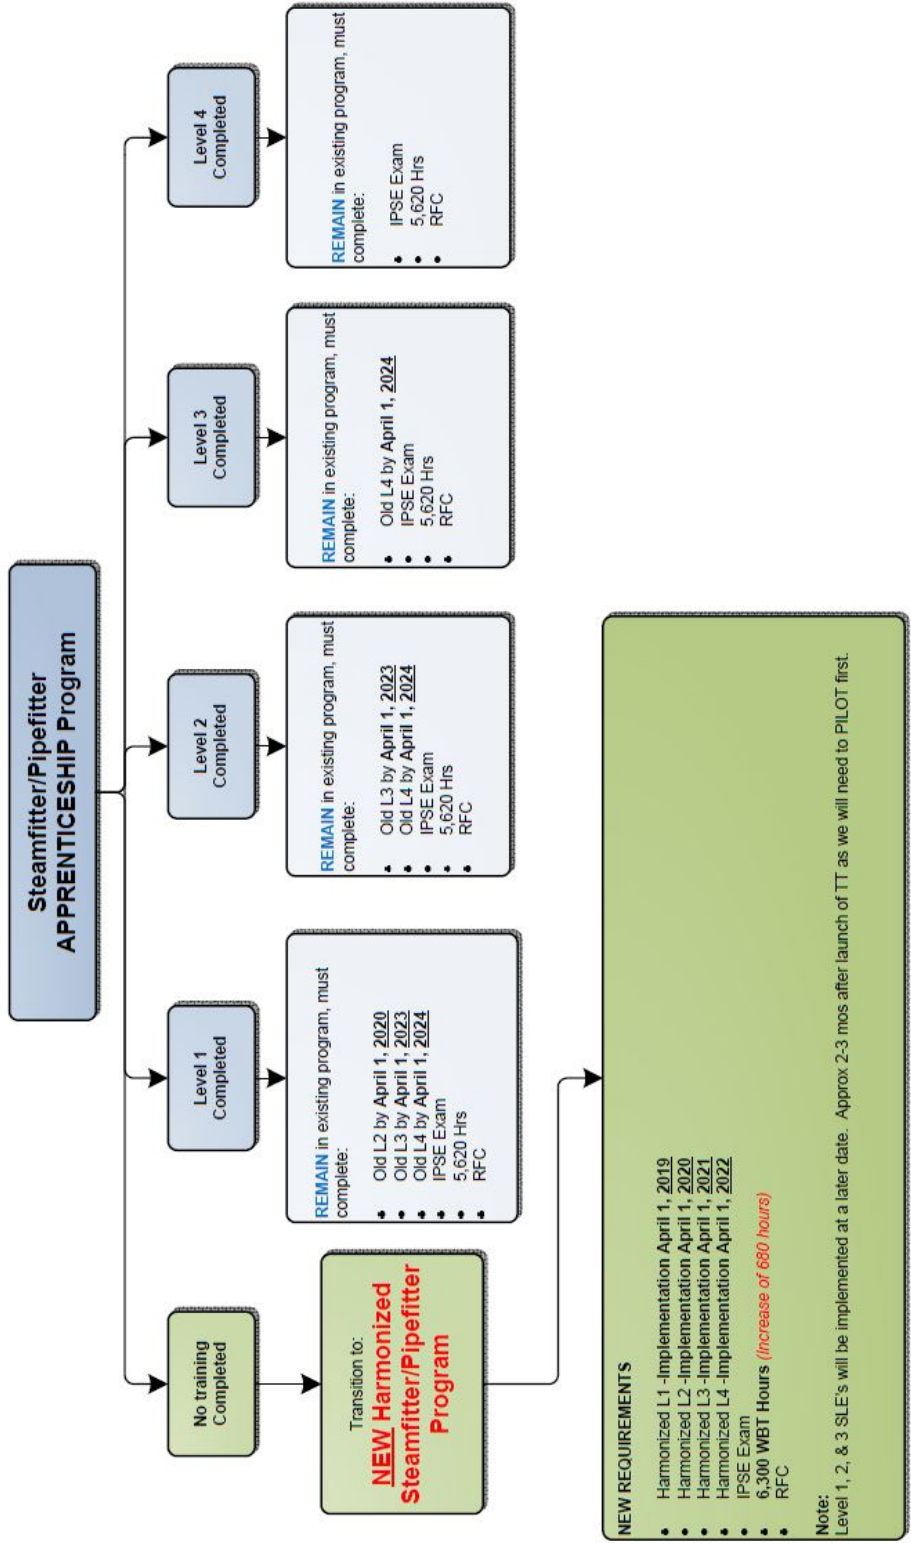 Steamfitter/Pipefitter
APPRENTICESHIP Program
No training
Completed
Level 1
Completed
Level 2
Completed
Level 3
Completed
Level 4
Completed
Transition to:
NEW Harmonized
Steamfitter/Pipefitter
Program
REMAIN in existing program, must
complete:
• Old L2 by April 1, 2020
• Old L3 by April 1, 2023
• Old L4 by April 1, 2024
• IPSE Exam
• 5,620 Hrs
• RFC
REMAIN in existing program, must
complete:
• Old L3 by April 1, 2023
• Old L4 by April 1, 2024
• IPSE Exam
• 5,620 Hrs
• RFC
REMAIN in existing program, must
complete:
• Old L4 by April 1, 2024
• IPSE Exam
• 5,620 Hrs
• RFC
REMAIN in existing program, must
complete:
• IPSE Exam
• 5,620 Hrs
• RFC
NEW REQUIREMENTS
• Harmonized L1 -Implementation April 1, 2019
• Harmonized L2 -Implementation April 1, 2020
• Harmonized L3 -Implementation April 1, 2021
• Harmonized L4 -Implementation April 1, 2022
• IPSE Exam
• 6,300 WBT Hours (Increase of 680 hours)
• RFC
Note:
Level 1, 2, & 3 SLE's will be implemented at a later date. Approx 2-3 mos after launch of TT as we will need to PILOT first.